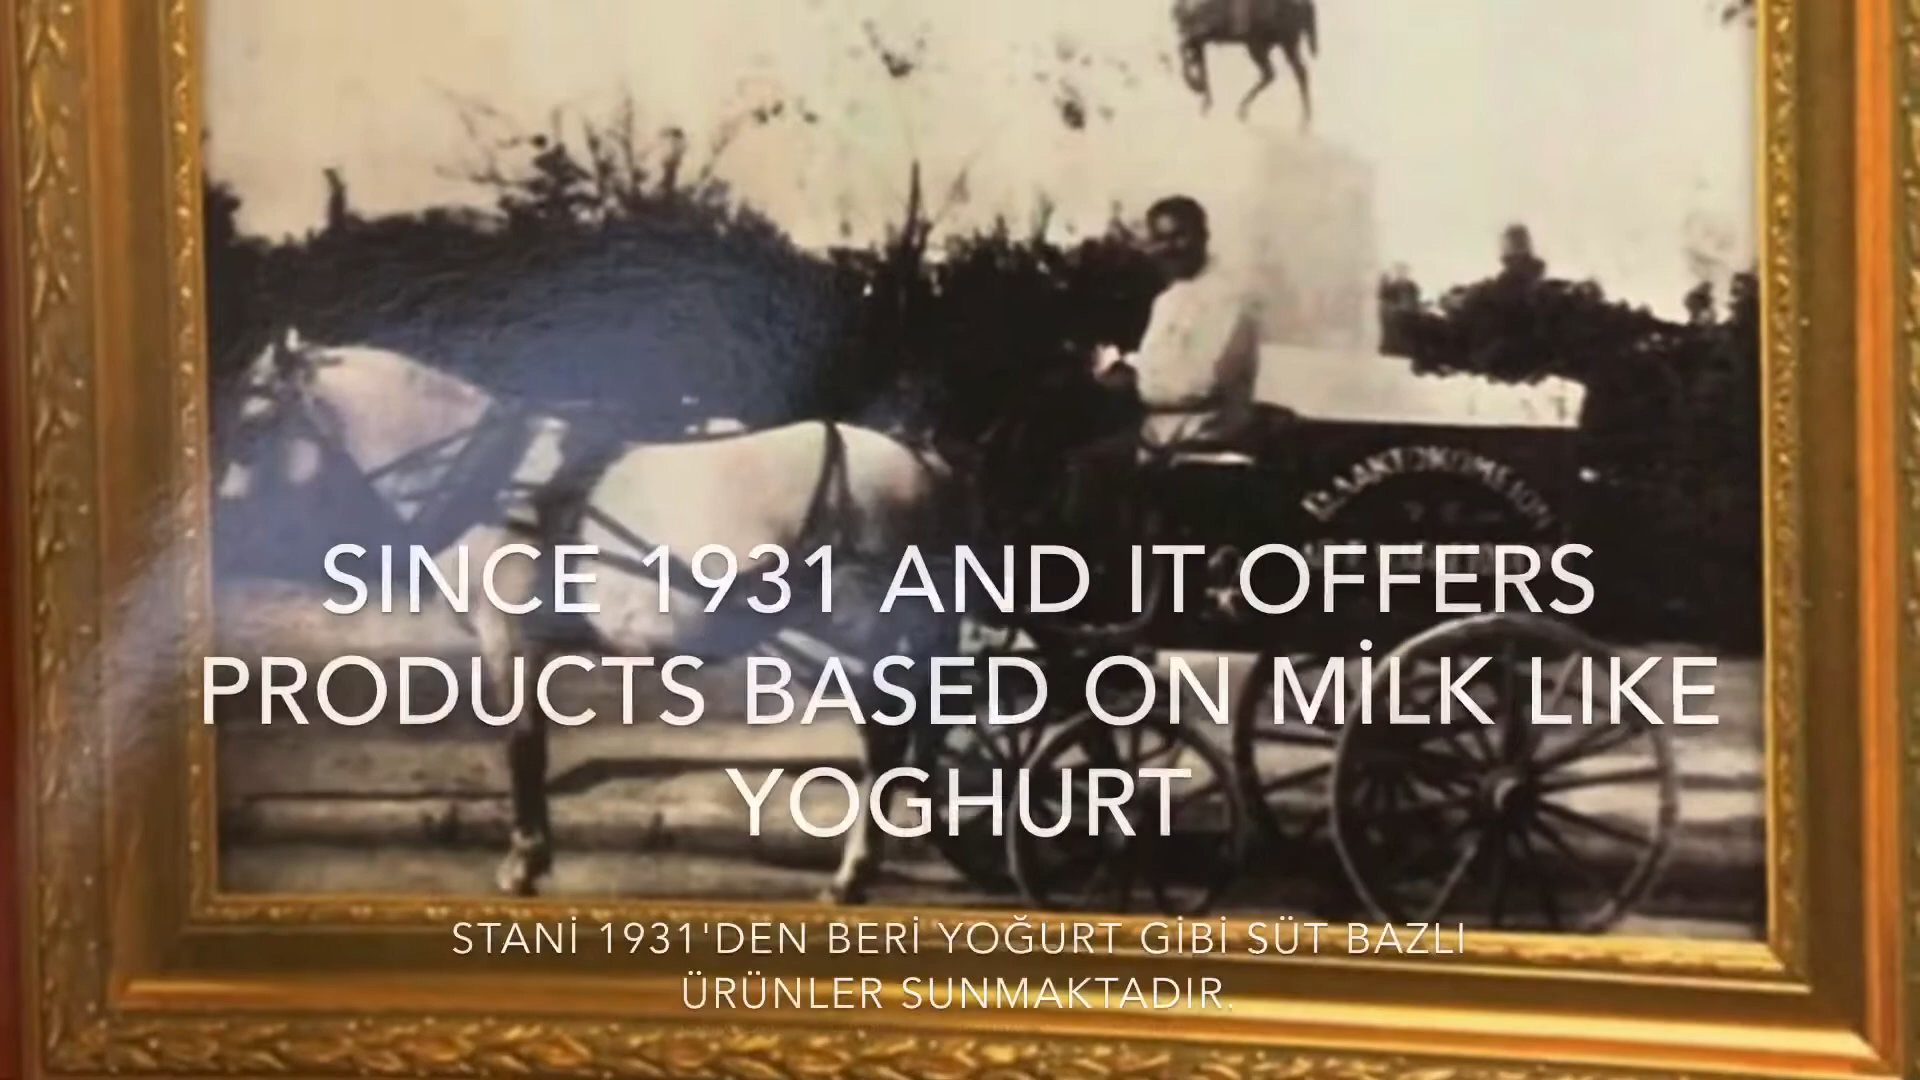 SINCE 1931 AND IT OFFERS
PRODUCTS BASED ON MİLK LIKE
YOGHURT
STANİ 1931'DEN BERİ YOĞURT GİBİ SÜT BAZLI
ÜRÜNLER SUNMAKTADIR.